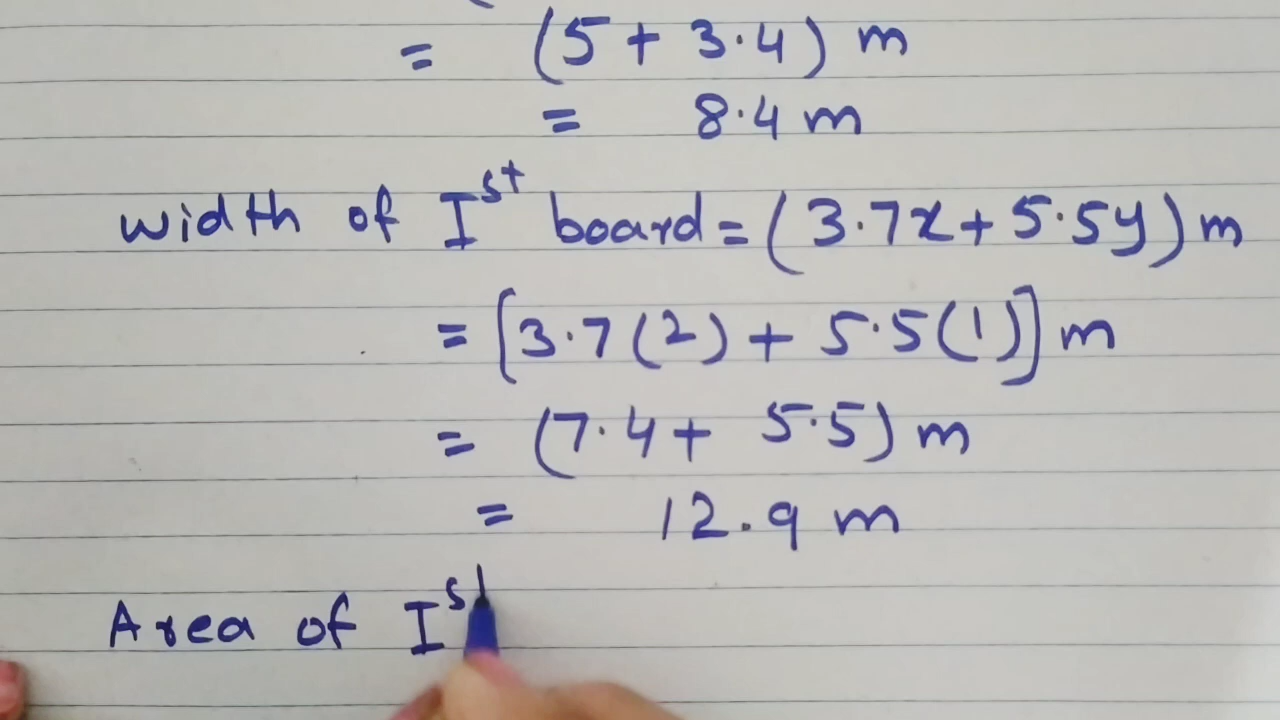 = (5 + 3.4) m
= 8.4 m
width of Ist board = (3.7x + 5.5y) m
= [3.7(2) + 5.5(1)] m
= (7.4 + 5.5) m
= 12.9 m
Area of Ist